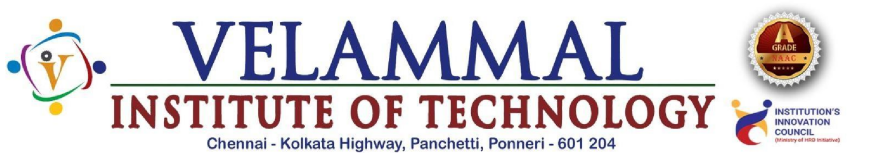 V
VELAMMAL
INSTITUTE OF TECHNOLOGY
Chennai - Kolkata Highway, Panchetti, Ponneri - 601 204
A
GRADE
NAAC
INSTITUTION'S
INNOVATION
COUNCIL
(Ministry of HRD Initiative)